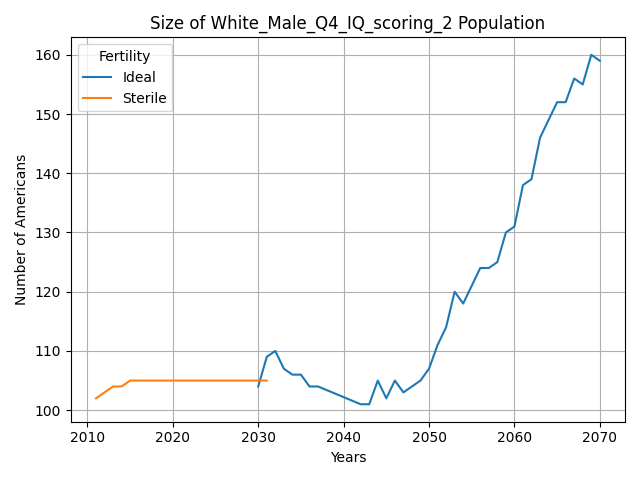 Size of White_Male_Q4_IQ_scoring_2 Population
Fertility
Ideal
Sterile
Number of Americans
160
150
140
130
120
110
100
2010 2020 2030 2040 2050 2060 2070
Years